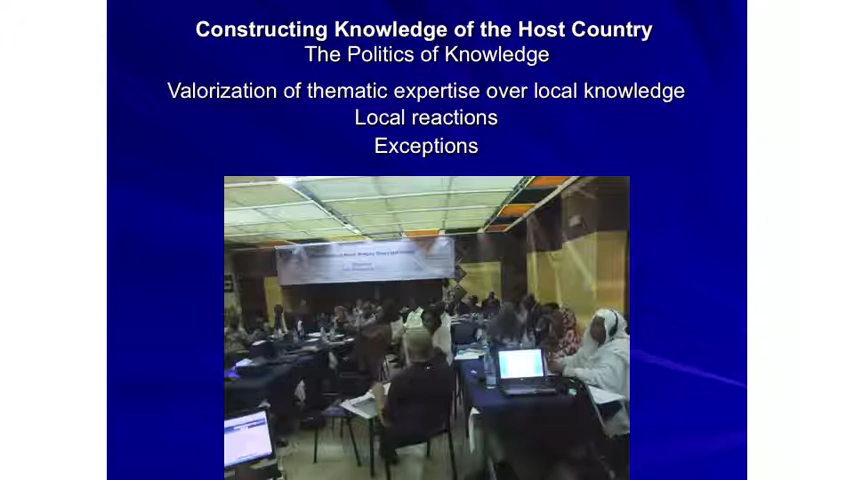 Constructing Knowledge of the Host Country
The Politics of Knowledge
Valorization of thematic expertise over local knowledge
Local reactions
Exceptions